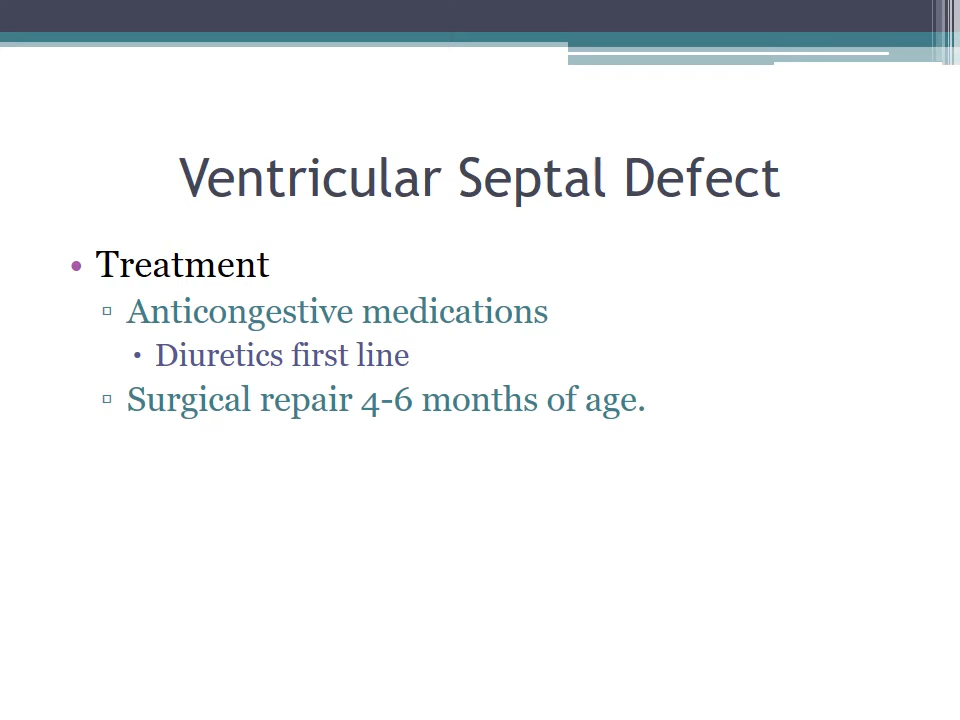 Ventricular Septal Defect
• Treatment
▫ Anticongestive medications
▪ Diuretics first line
▫ Surgical repair 4-6 months of age.